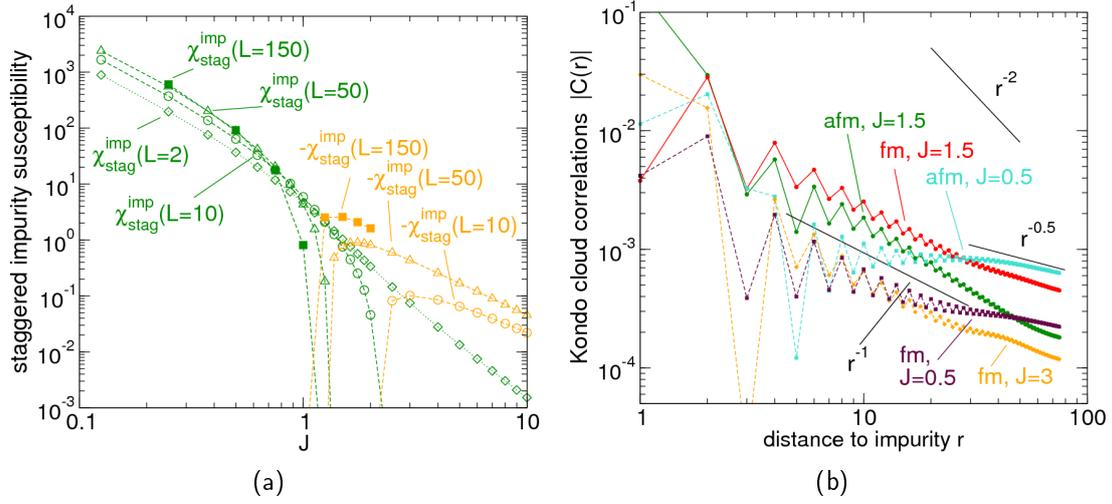 staggered impurity susceptibility
10^4
10^3
10^2
10^1
10^0
10^-1
10^-2
10^-3
χ^imp_stag(L=150)
χ^imp_stag(L=50)
-χ^imp_stag(L=150)
χ^imp_stag(L=2)
-χ^imp_stag(L=50)
χ^imp_stag(L=10)
-χ^imp_stag(L=10)
0.1
1
10
J
(a)
Kondo cloud correlations |C(r)|
10^-1
10^-2
10^-3
10^-4
r^-2
afm, J=1.5
fm, J=1.5
afm, J=0.5
r^-0.5
r^-1
fm,
J=0.5
fm, J=3
1
10
100
distance to impurity r
(b)